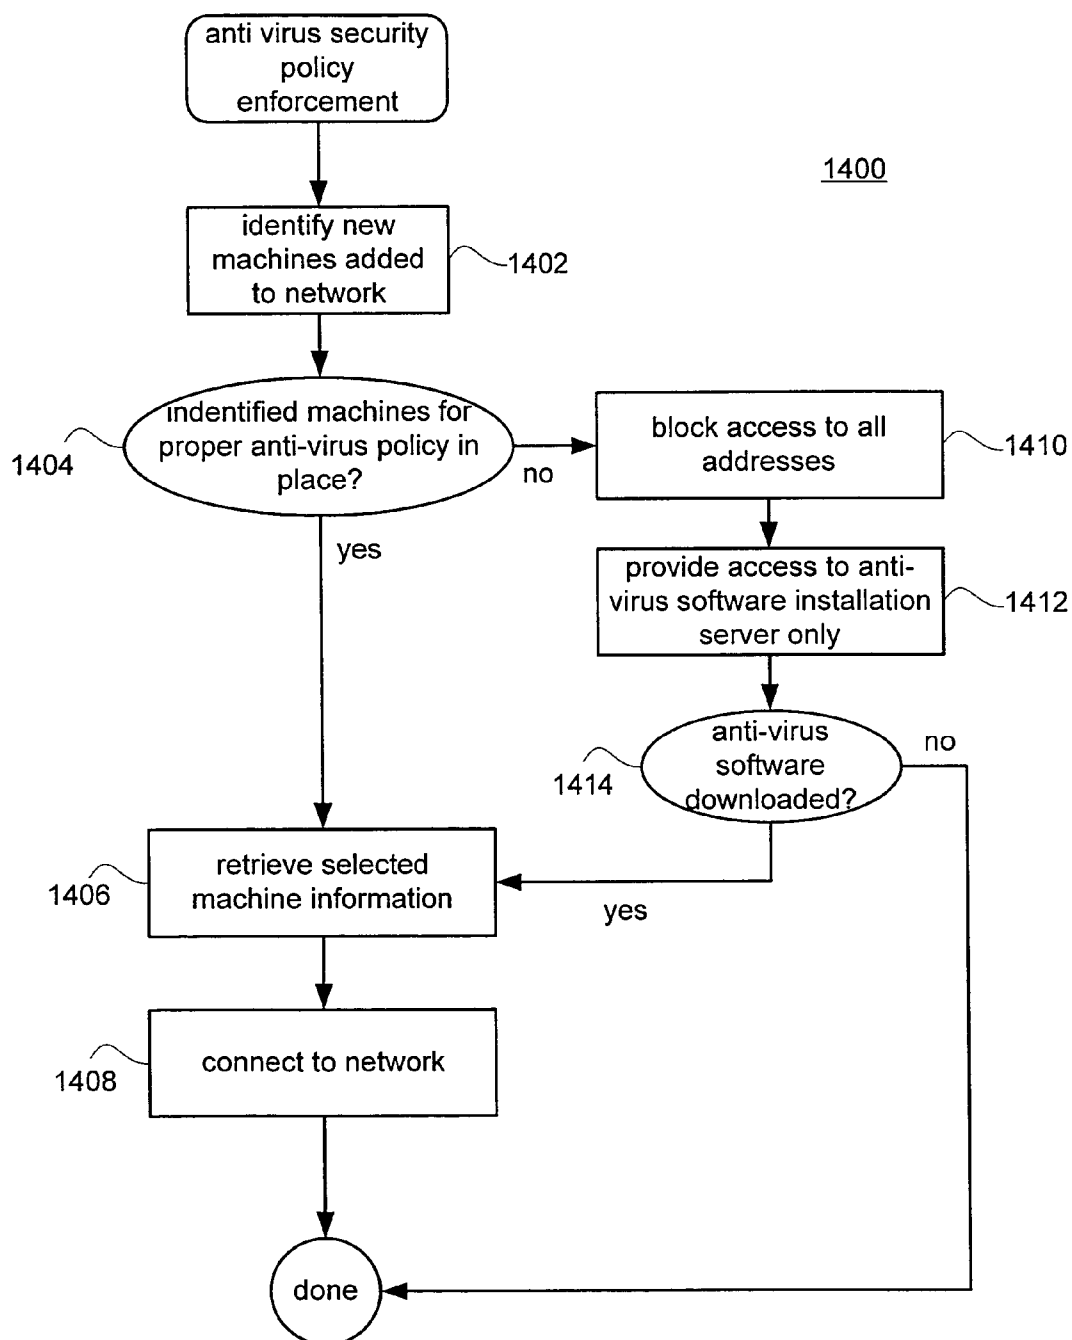 anti virus security
policy
enforcement
1400
identify new
machines added
to network
1402
indentified machines for
proper anti-virus policy in
place?
1404
no
yes
block access to all
addresses
1410
provide access to anti-
virus software installation
server only
1412
anti-virus
software
downloaded?
1414
no
yes
retrieve selected
machine information
1406
connect to network
1408
done